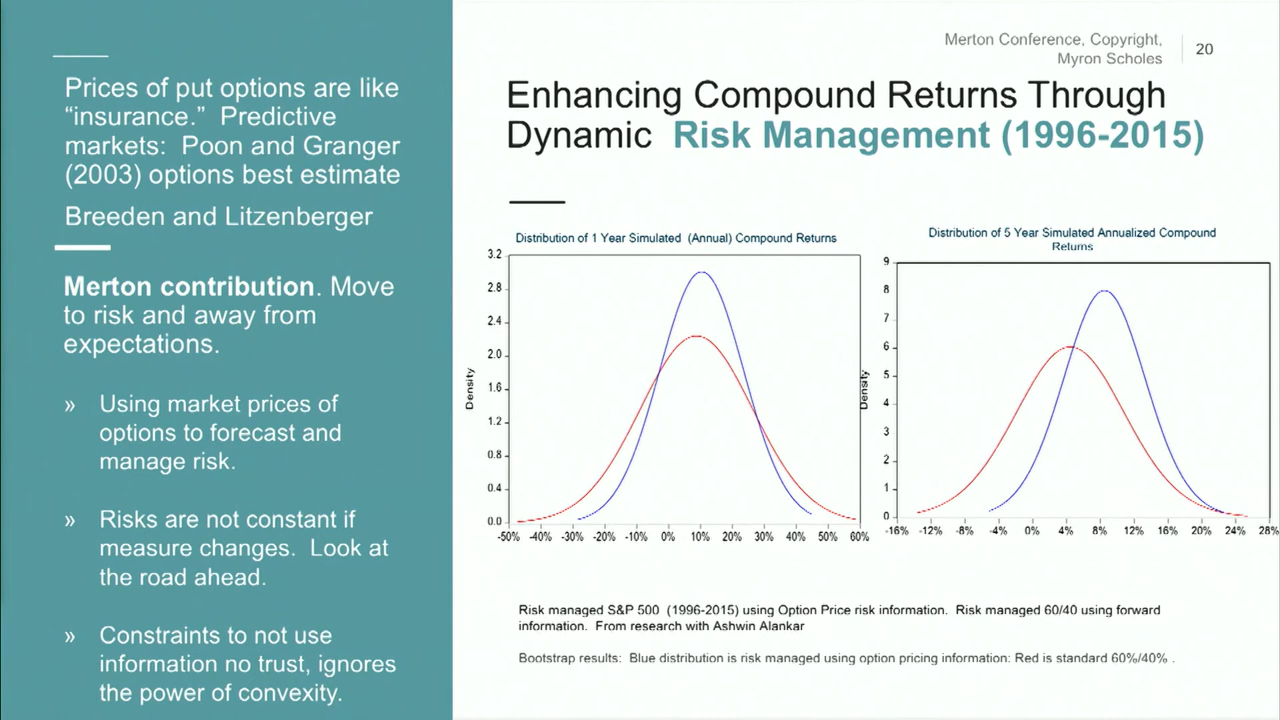 Merton Conference, Copyright,
Myron Scholes
20
Prices of put options are like
“insurance.” Predictive
markets: Poon and Granger
(2003) options best estimate
Breeden and Litzenberger
Merton contribution. Move
to risk and away from
expectations.
» Using market prices of
options to forecast and
manage risk.
» Risks are not constant if
measure changes. Look at
the road ahead.
» Constraints to not use
information no trust, ignores
the power of convexity.
Enhancing Compound Returns Through
Dynamic Risk Management (1996-2015)
Distribution of 1 Year Simulated (Annual) Compound Returns
3.2
2.8
2.4
2.0
1.6
1.2
0.8
0.4
0.0
Density
-50% -40% -30% -20% -10% 0% 10% 20% 30% 40% 50% 60%
Distribution of 5 Year Simulated Annualized Compound
Returns
9
8
7
6
5
4
3
2
1
0
Density
-16% -12% -8% -4% 0% 4% 8% 12% 16% 20% 24% 28%
Risk managed S&P 500 (1996-2015) using Option Price risk information. Risk managed 60/40 using forward
information. From research with Ashwin Alankar
Bootstrap results: Blue distribution is risk managed using option pricing information: Red is standard 60%/40% .